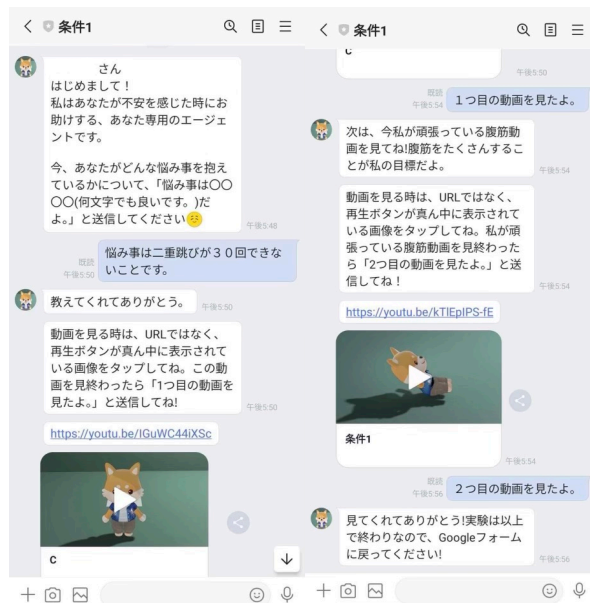 条件1
さん
はじめまして！
私はあなたが不安を感じた時にお
助けする、あなた専用のエージェ
ントです。
今、あなたがどんな悩み事を抱え
ているかについて、「悩み事は〇〇
〇〇(何文字でも良いです。)だ
よ。」と送信してください
午後5:48
悩み事は二重跳びが３０回できな
いことです。
既読
午後5:50
教えてくれてありがとう。
午後5:50
動画を見る時は、URLではなく、
再生ボタンが真ん中に表示されて
いる画像をタップしてね。この動
画を見終わったら「1つ目の動画を
見たよ。」と送信してね!
午後5:50
https://youtu.be/IGuWC44iXSc
C
条件1
C
午後5:50
１つ目の動画を見たよ。
既読
午後5:54
次は、今私が頑張っている腹筋動
画を見てね!腹筋をたくさんするこ
とが私の目標だよ。
午後5:54
動画を見る時は、URLではなく、
再生ボタンが真ん中に表示されて
いる画像をタップしてね。私が頑
張っている腹筋動画を見終わった
ら「2つ目の動画を見たよ。」と送
信してね！
午後5:54
https://youtu.be/kTlEpIPS-fE
条件1
午後5:54
２つ目の動画を見たよ。
既読
午後5:56
見てくれてありがとう!実験は以上
で終わりなので、Googleフォーム
に戻ってください!
午後5:56